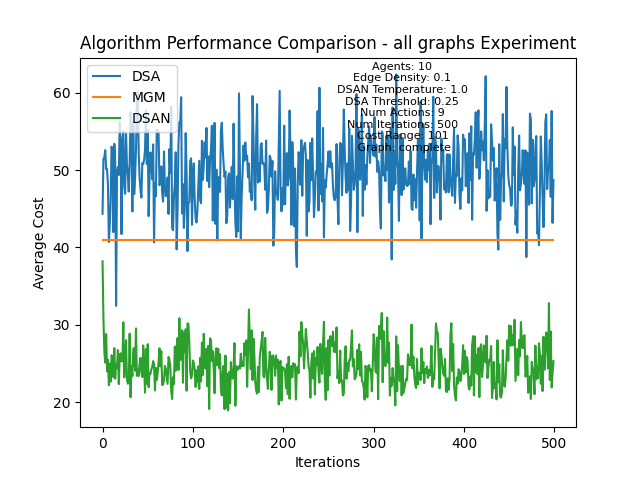 Algorithm Performance Comparison - all graphs Experiment
DSA
MGM
DSAN
Agents: 10
Edge Density: 0.1
DSAN Temperature: 1.0
DSA Threshold: 0.25
Num Actions: 9
Num Iterations: 500
Cost Range: 101
Graph: complete
Average Cost
60
50
40
30
20
0
100
200
300
400
500
Iterations